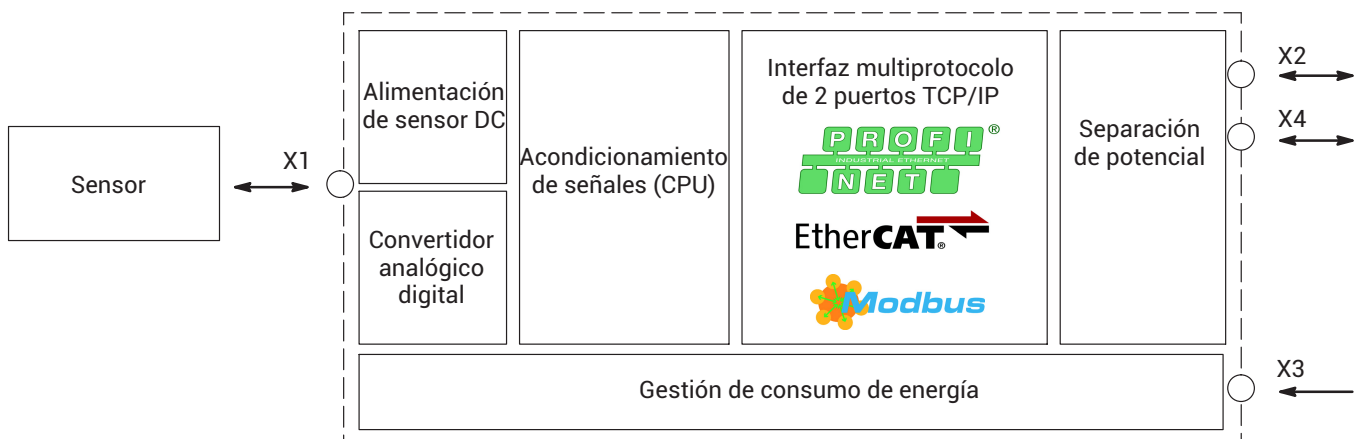 Sensor
X1
Alimentación
de sensor DC
Convertidor
analógico
digital
Acondicionamiento
de señales (CPU)
Interfaz multiprotocolo
de 2 puertos TCP/IP
PROFI®
INDUSTRIAL ETHERNET
NET
EtherCAT®
Modbus
Separación
de potencial
X2
X4
Gestión de consumo de energía
X3